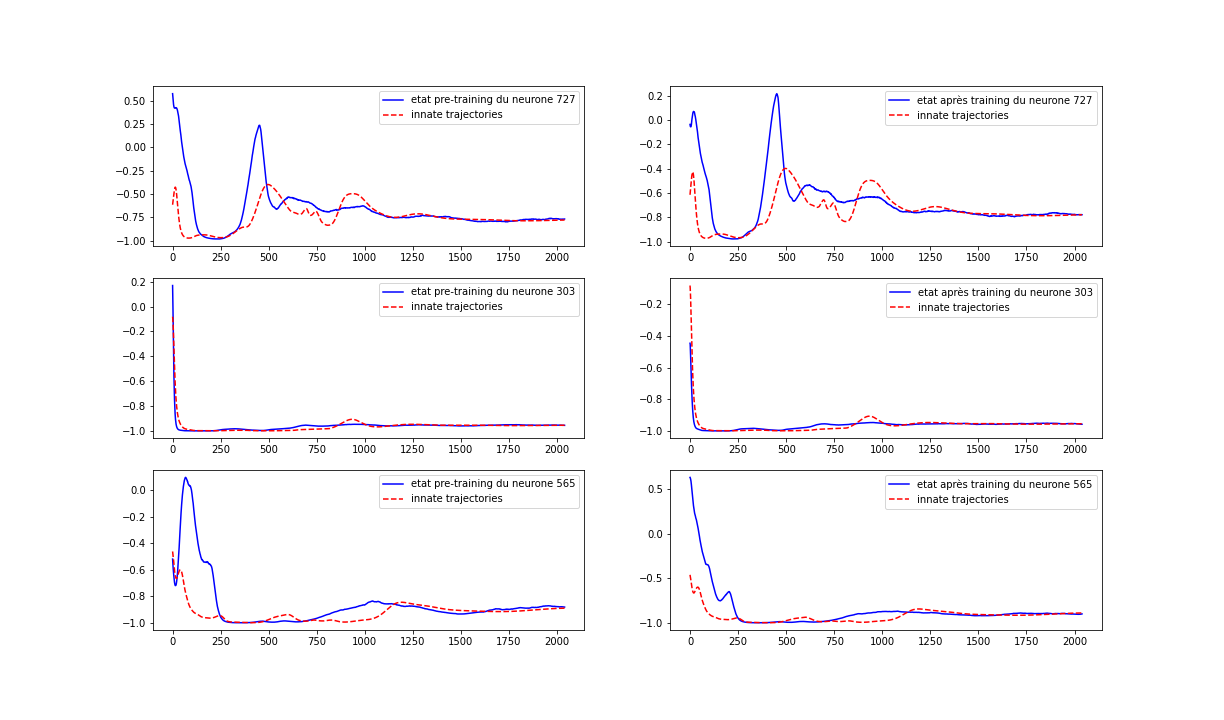 etat pre-training du neurone 727
innate trajectories
0.50
0.25
0.00
−0.25
−0.50
−0.75
−1.00
0 250 500 750 1000 1250 1500 1750 2000
etat après training du neurone 727
innate trajectories
0.2
0.0
−0.2
−0.4
−0.6
−0.8
−1.0
0 250 500 750 1000 1250 1500 1750 2000
etat pre-training du neurone 303
innate trajectories
0.2
0.0
−0.2
−0.4
−0.6
−0.8
−1.0
0 250 500 750 1000 1250 1500 1750 2000
etat après training du neurone 303
innate trajectories
−0.2
−0.4
−0.6
−0.8
−1.0
0 250 500 750 1000 1250 1500 1750 2000
etat pre-training du neurone 565
innate trajectories
0.0
−0.2
−0.4
−0.6
−0.8
−1.0
0 250 500 750 1000 1250 1500 1750 2000
etat après training du neurone 565
innate trajectories
0.5
0.0
−0.5
−1.0
0 250 500 750 1000 1250 1500 1750 2000